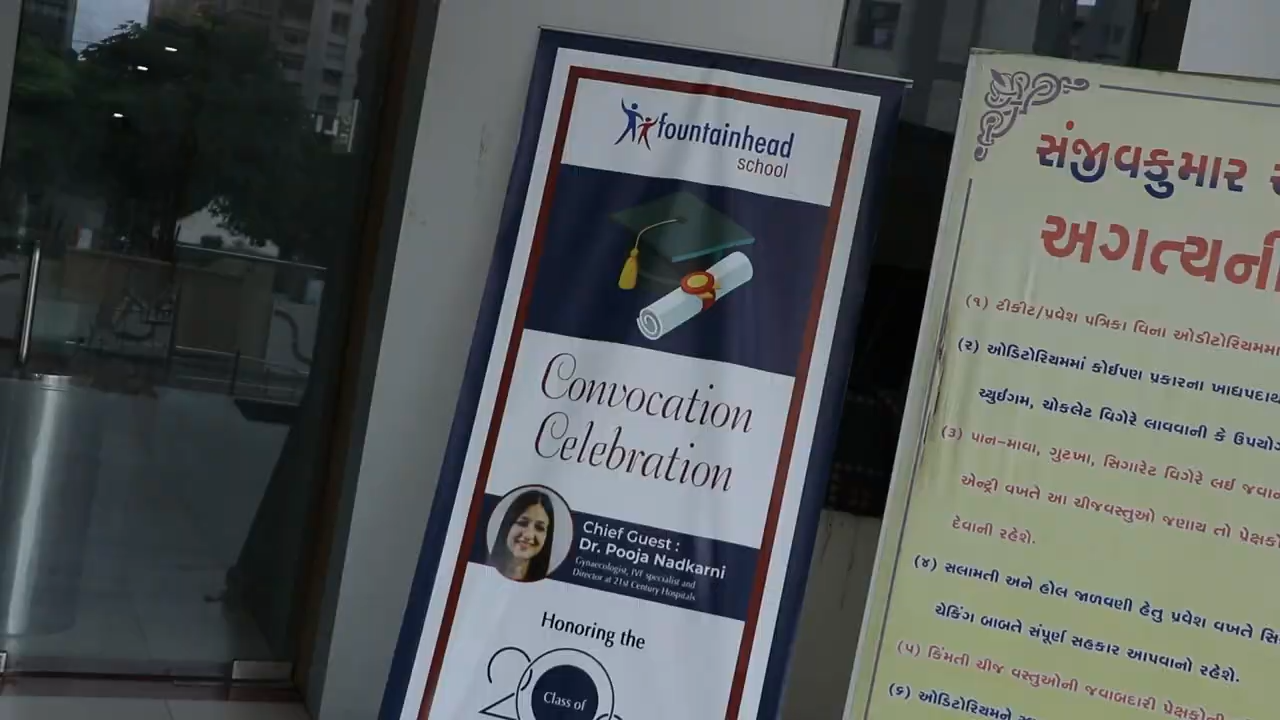 fountainhead
school
Convocation
Celebration
Chief Guest :
Dr. Pooja Nadkarni
Gynaecologist, IVF specialist and
Director at 21st Century Hospitals
Honoring the
20
Class of
સંજીવકુમાર
અગત્યની
(૧) ટીકીટ/પ્રવેશ પત્રિકા વિના ઓડીટોરિયમમાં
(૨) ઓડિટોરિયમમાં કોઈપણ પ્રકારના ખાદ્યપદાર્થ
ચ્યુઈંગમ, ચોકલેટ વિગેરે લાવવાની કે ઉપયોગ
(૩) પાન-માવા, ગુટખા, સિગારેટ વિગેરે લઈ જવાની
એન્ટ્રી વખતે આ ચીજવસ્તુઓ જણાય તો પ્રેક્ષકો
દેવાની રહેશે.
(૪) સલામતી અને હોલ જાળવણી હેતુ પ્રવેશ વખતે
ચેકિંગ બાબતે સંપૂર્ણ સહકાર આપવાનો રહેશે.
(૫) કિંમતી ચીજ વસ્તુઓની જવાબદારી પ્રેક્ષકોની
(૬) ઓડિટોરિયમને